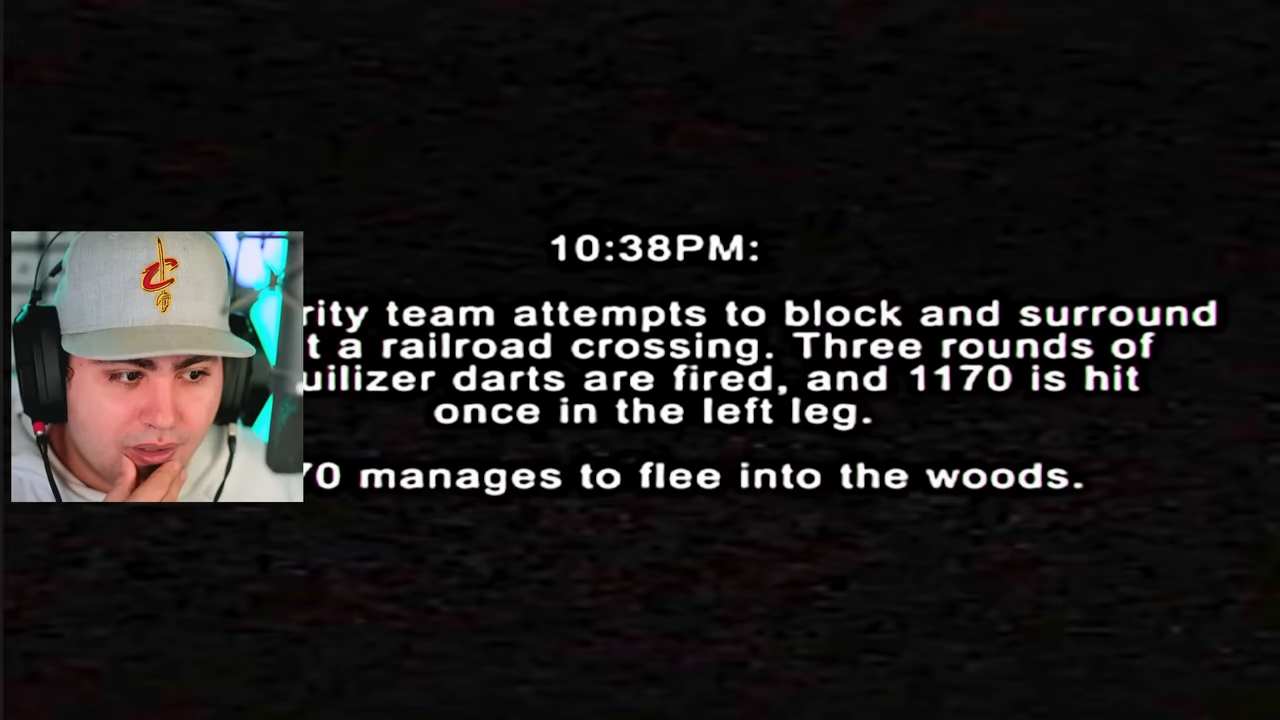 10:38PM:
rity team attempts to block and surround
t a railroad crossing. Three rounds of
uilizer darts are fired, and 1170 is hit
once in the left leg.
70 manages to flee into the woods.